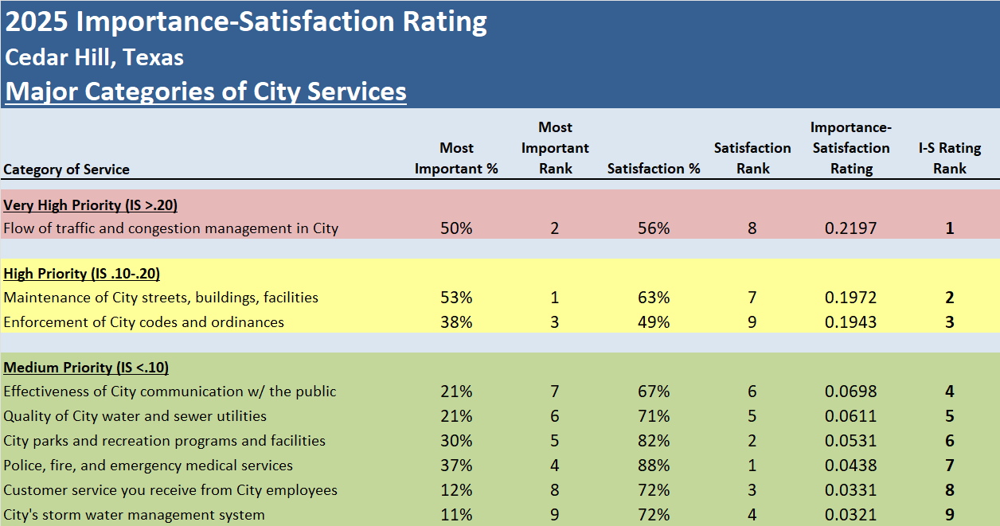 2025 Importance-Satisfaction Rating
Cedar Hill, Texas
Major Categories of City Services
Category of Service Most Important % Most Important Rank Satisfaction % Satisfaction Rank Importance-Satisfaction Rating I-S Rating Rank
Very High Priority (IS >.20)
Flow of traffic and congestion management in City 50% 2 56% 8 0.2197 1
High Priority (IS .10-.20)
Maintenance of City streets, buildings, facilities 53% 1 63% 7 0.1972 2
Enforcement of City codes and ordinances 38% 3 49% 9 0.1943 3
Medium Priority (IS <.10)
Effectiveness of City communication w/ the public 21% 7 67% 6 0.0698 4
Quality of City water and sewer utilities 21% 6 71% 5 0.0611 5
City parks and recreation programs and facilities 30% 5 82% 2 0.0531 6
Police, fire, and emergency medical services 37% 4 88% 1 0.0438 7
Customer service you receive from City employees 12% 8 72% 3 0.0331 8
City's storm water management system 11% 9 72% 4 0.0321 9